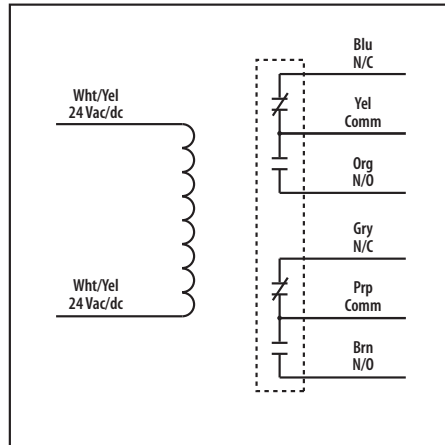 Wht/Yel
24 Vac/dc
Wht/Yel
24 Vac/dc
Blu
N/C
Yel
Comm
Org
N/O
Gry
N/C
Prp
Comm
Brn
N/O